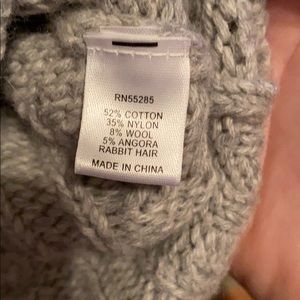 RN55285
52% COTTON
35% NYLON
8% WOOL
5% ANGORA
RABBIT HAIR
MADE IN CHINA